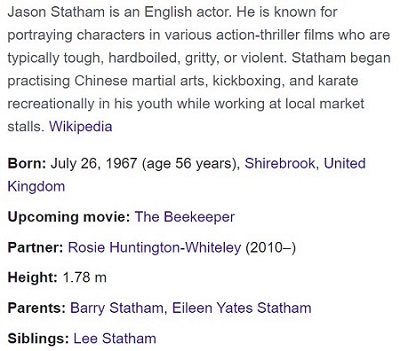 Jason Statham is an English actor. He is known for
portraying characters in various action-thriller films who are
typically tough, hardboiled, gritty, or violent. Statham began
practising Chinese martial arts, kickboxing, and karate
recreationally in his youth while working at local market
stalls. Wikipedia
Born: July 26, 1967 (age 56 years), Shirebrook, United
Kingdom
Upcoming movie: The Beekeeper
Partner: Rosie Huntington-Whiteley (2010–)
Height: 1.78 m
Parents: Barry Statham, Eileen Yates Statham
Siblings: Lee Statham